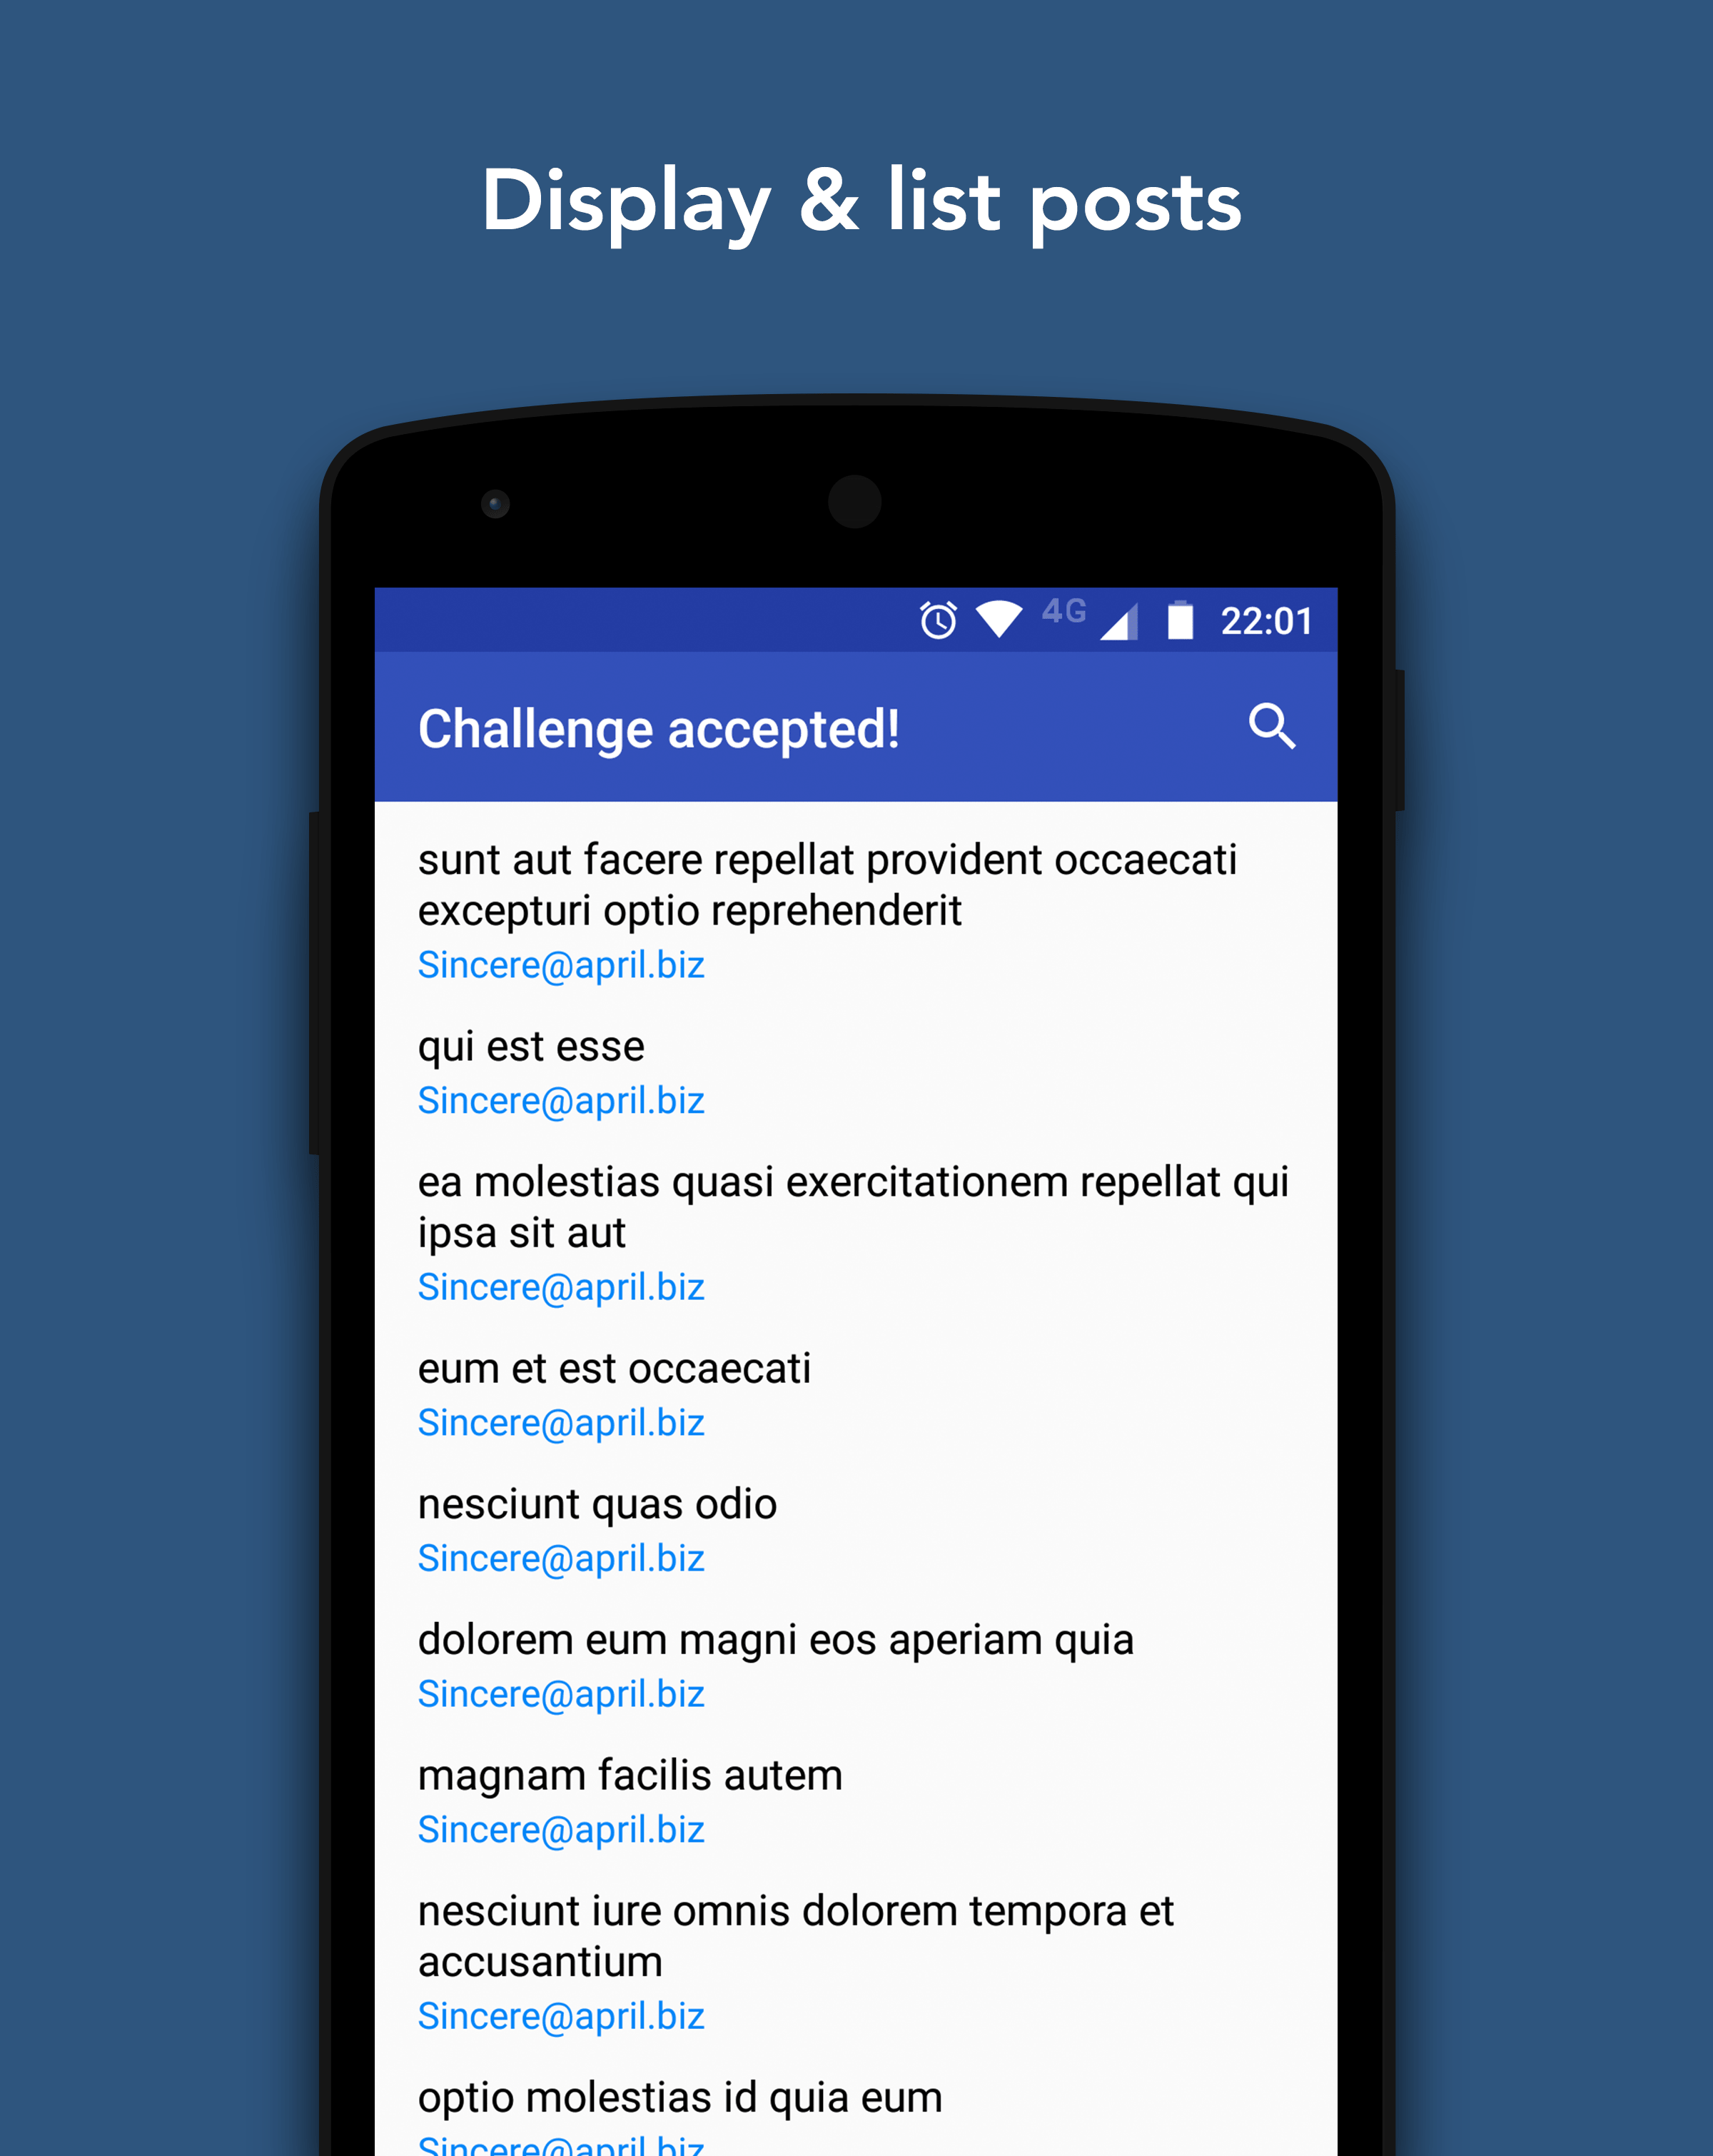 Display & list posts
4G 22:01
Challenge accepted!
sunt aut facere repellat provident occaecati
excepturi optio reprehenderit
Sincere@april.biz
qui est esse
Sincere@april.biz
ea molestias quasi exercitationem repellat qui
ipsa sit aut
Sincere@april.biz
eum et est occaecati
Sincere@april.biz
nesciunt quas odio
Sincere@april.biz
dolorem eum magni eos aperiam quia
Sincere@april.biz
magnam facilis autem
Sincere@april.biz
nesciunt iure omnis dolorem tempora et
accusantium
Sincere@april.biz
optio molestias id quia eum
Sincere@april.biz